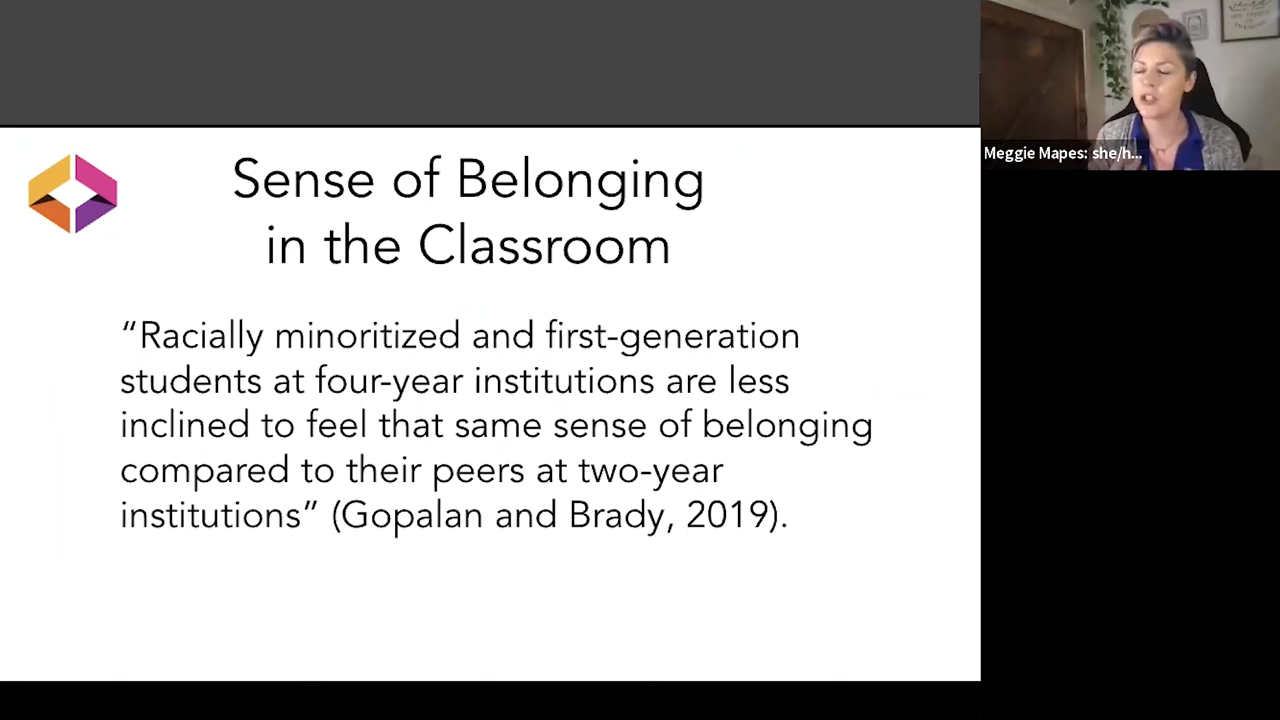 Sense of Belonging
in the Classroom
“Racially minoritized and first-generation
students at four-year institutions are less
inclined to feel that same sense of belonging
compared to their peers at two-year
institutions” (Gopalan and Brady, 2019).
Meggie Mapes: she/h...